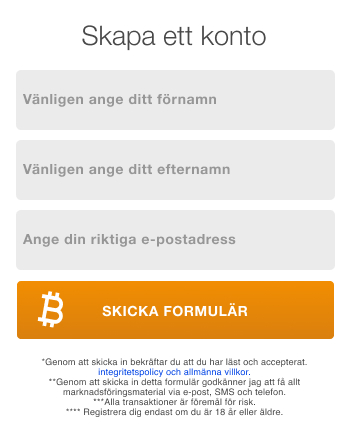 Skapa ett konto
Vänligen ange ditt förnamn
Vänligen ange ditt efternamn
Ange din riktiga e-postadress
SKICKA FORMULÄR
*Genom att skicka in bekräftar du att du har läst och accepterat.
integritetspolicy och allmänna villkor.
**Genom att skicka in detta formulär godkänner jag att få allt
marknadsföringsmaterial via e-post, SMS och telefon.
***Alla transaktioner är föremål för risk.
**** Registrera dig endast om du är 18 år eller äldre.